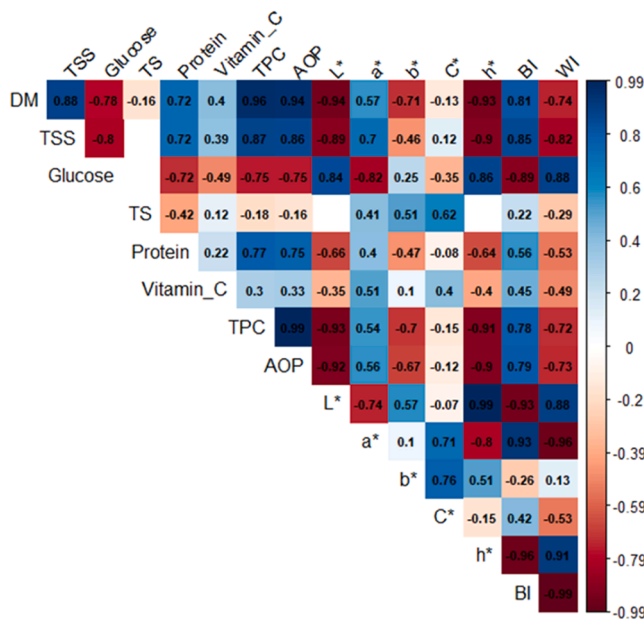 TSS Glucose TS Protein Vitamin_C TPC AOP L* a* b* C* h* BI WI
DM 0.88 -0.78 -0.16 0.72 0.4 0.96 0.94 -0.94 0.57 -0.71 -0.13 -0.93 0.81 -0.74
TSS -0.8 0.72 0.39 0.87 0.86 -0.89 0.7 -0.46 0.12 -0.9 0.85 -0.82
Glucose -0.72 -0.49 -0.75 -0.75 0.84 -0.82 0.25 -0.35 0.86 -0.89 0.88
TS -0.42 0.12 -0.18 -0.16 0.41 0.51 0.62 0.22 -0.29
Protein 0.22 0.77 0.75 -0.66 0.4 -0.47 -0.08 -0.64 0.56 -0.53
Vitamin_C 0.3 0.33 -0.35 0.51 0.1 0.4 -0.4 0.45 -0.49
TPC 0.99 -0.93 0.54 -0.7 -0.15 -0.91 0.78 -0.72
AOP -0.92 0.56 -0.67 -0.12 -0.9 0.79 -0.73
L* -0.74 0.57 -0.07 0.99 -0.93 0.88
a* 0.1 0.71 -0.8 0.93 -0.96
b* 0.76 0.51 -0.26 0.13
C* -0.15 0.42 -0.53
h* -0.96 0.91
BI -0.99
0.99
0.8
0.6
0.4
0.2
0
-0.2
-0.39
-0.59
-0.79
-0.99